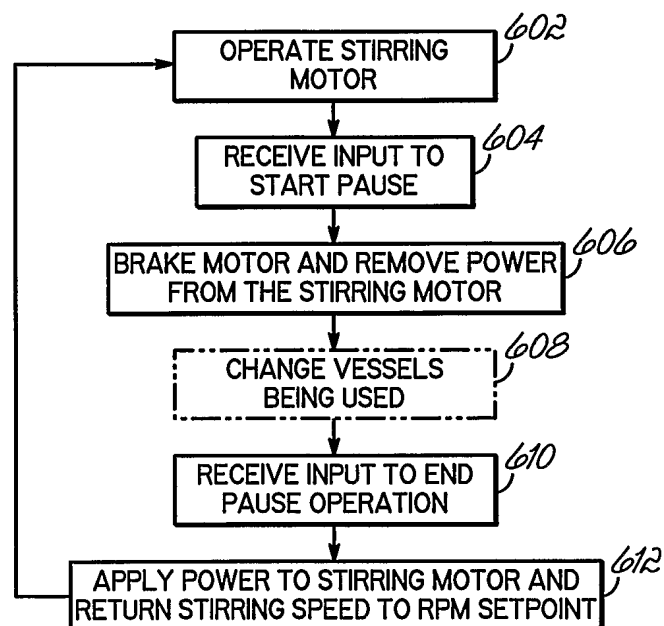 602
OPERATE STIRRING
MOTOR
604
RECEIVE INPUT TO
START PAUSE
606
BRAKE MOTOR AND REMOVE POWER
FROM THE STIRRING MOTOR
608
CHANGE VESSELS
BEING USED
610
RECEIVE INPUT TO END
PAUSE OPERATION
612
APPLY POWER TO STIRRING MOTOR AND
RETURN STIRRING SPEED TO RPM SETPOINT